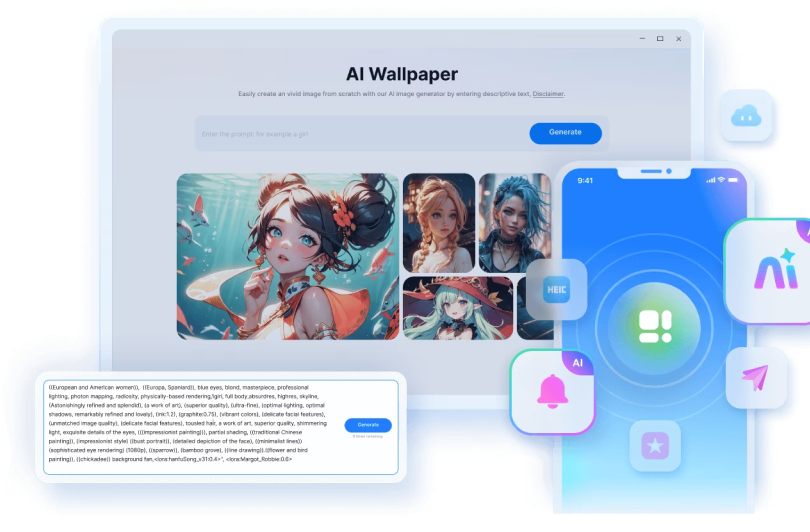 AI Wallpaper
Easily create an vivid image from scratch with our AI image generator by entering descriptive text, Disclaimer.
Enter the prompt, for example a girl
Generate
9:41
HEIC
Ai
AI
((European and American women)), ((Europa, Spaniard)), blue eyes, blond, masterpiece, professional
lighting, photon mapping, radiosity, physically-based rendering,1girl, full body,absurdres, highres, skyline,
(Astonishingly refined and splendid), (a work of art), (superior quality), (ultra-fine), (optimal lighting, optimal
shadows, remarkably refined and lovely), (ink:1.2), (graphite:0.75), (vibrant colors), (delicate facial features),
(unmatched image quality), (delicate facial features), tousled hair, a work of art, superior quality, shimmering
light, exquisite details of the eyes, (((impressionist painting))), partial shading, ((traditional Chinese
painting)), (impressionist style) ((bust portrait)), (detailed depiction of the face), ((minimalist lines))
(sophisticated eye rendering) (1080p), ((sparrow)), (bamboo grove), ((line drawing)).((flower and bird
painting)), ((chickadee)) background fan,<lora:hanfuSong_v31:0.4>", <lora:Margot_Robbie:0.6>
Generate